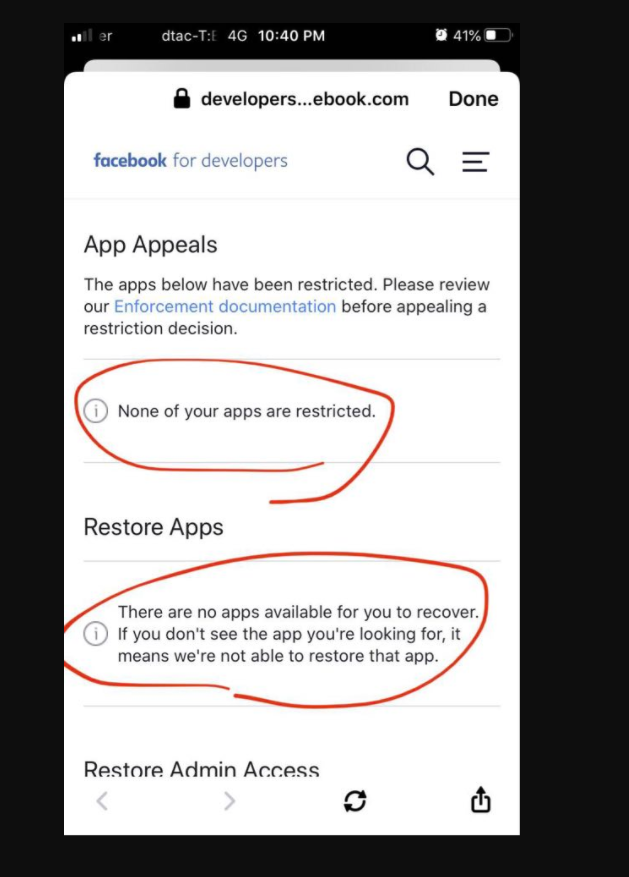 er dtac-T: 4G 10:40 PM 41%
developers...ebook.com Done
facebook for developers
App Appeals
The apps below have been restricted. Please review
our Enforcement documentation before appealing a
restriction decision.
None of your apps are restricted.
Restore Apps
There are no apps available for you to recover.
If you don't see the app you're looking for, it
means we're not able to restore that app.
Restore Admin Access